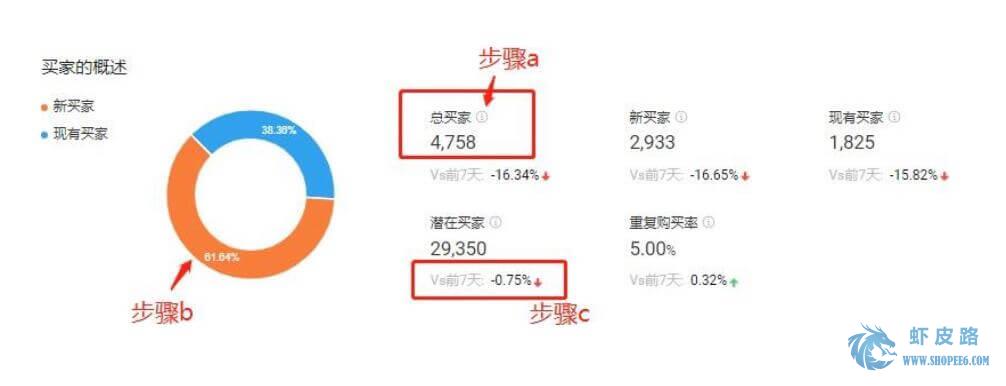 步骤a
买家的概述
新买家
现有买家
38.36%
61.64%
步骤b
总买家
4,758
Vs前7天: -16.34%
新买家
2,933
Vs前7天: -16.65%
现有买家
1,825
Vs前7天: -15.82%
潜在买家
29,350
Vs前7天: -0.75%
步骤c
重复购买率
5.00%
Vs前7天: 0.32%
虾皮路
WWW.SHOPEE6.COM